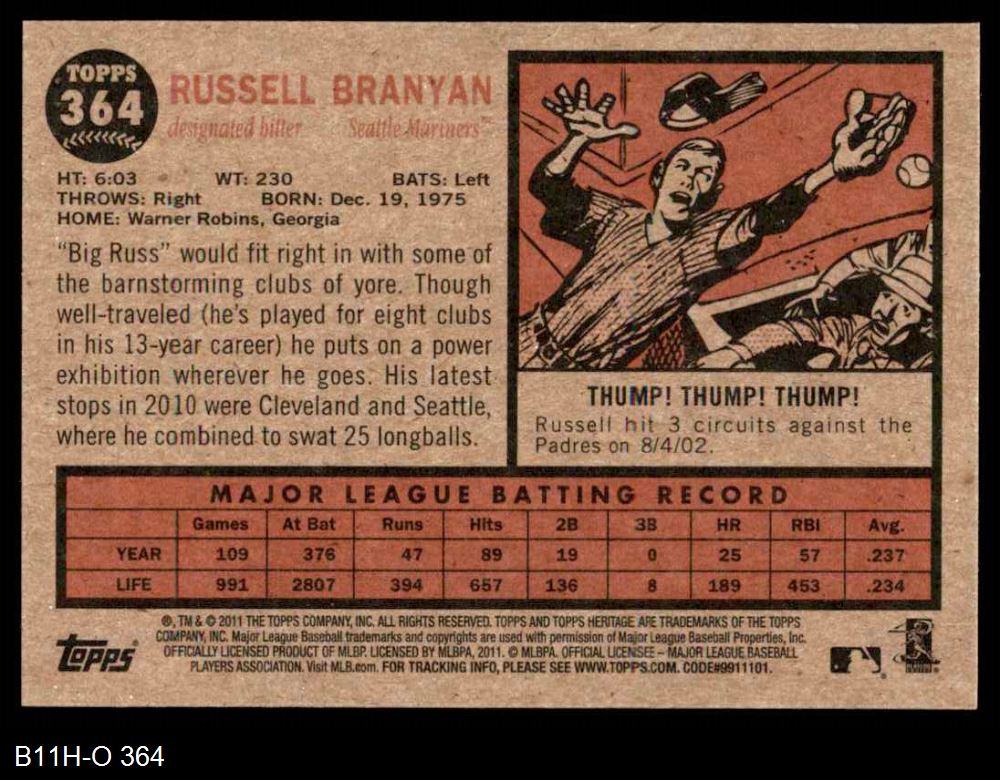 TOPPS
364
RUSSELL BRANYAN
designated hitter Seattle Mariners™
HT: 6:03 WT: 230 BATS: Left
THROWS: Right BORN: Dec. 19, 1975
HOME: Warner Robins, Georgia
"Big Russ" would fit right in with some of
the barnstorming clubs of yore. Though
well-traveled (he's played for eight clubs
in his 13-year career) he puts on a power
exhibition wherever he goes. His latest
stops in 2010 were Cleveland and Seattle,
where he combined to swat 25 longballs.
THUMP! THUMP! THUMP!
Russell hit 3 circuits against the
Padres on 8/4/02.
MAJOR LEAGUE BATTING RECORD
Games At Bat Runs Hits 2B 3B HR RBI Avg.
YEAR 109 376 47 89 19 0 25 57 .237
LIFE 991 2807 394 657 136 8 189 453 .234
®, TM & © 2011 THE TOPPS COMPANY, INC. ALL RIGHTS RESERVED. TOPPS AND TOPPS HERITAGE ARE TRADEMARKS OF THE TOPPS
COMPANY, INC. Major League Baseball trademarks and copyrights are used with permission of Major League Baseball Properties, Inc.
OFFICIALLY LICENSED PRODUCT OF MLBP. LICENSED BY MLBPA, 2011. © MLBPA. OFFICIAL LICENSEE – MAJOR LEAGUE BASEBALL
PLAYERS ASSOCIATION. Visit MLB.com. FOR TRACKING INFO, PLEASE SEE WWW.TOPPS.COM. CODE#9911101.
Topps®
B11H-O 364